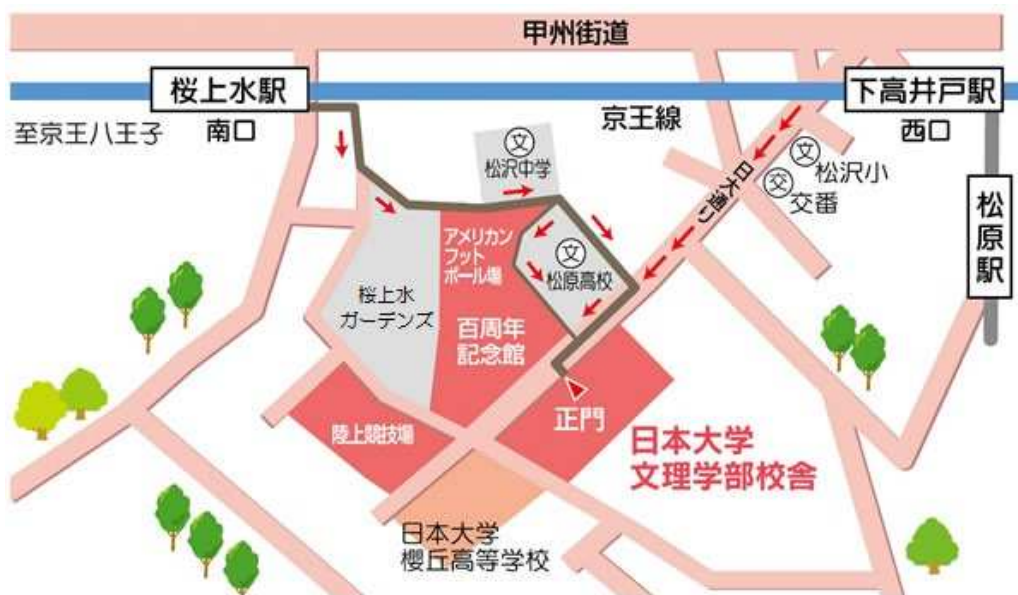 甲州街道
桜上水駅
下高井戸駅
至京王八王子
南口
京王線
西口
文
松沢中学
日大通り
文
松沢小
交
交番
松原駅
アメリカン
フット
ボール場
文
松原高校
桜上水
ガーデンズ
百周年
記念館
正門
陸上競技場
日本大学
文理学部校舎
日本大学
櫻丘高等学校